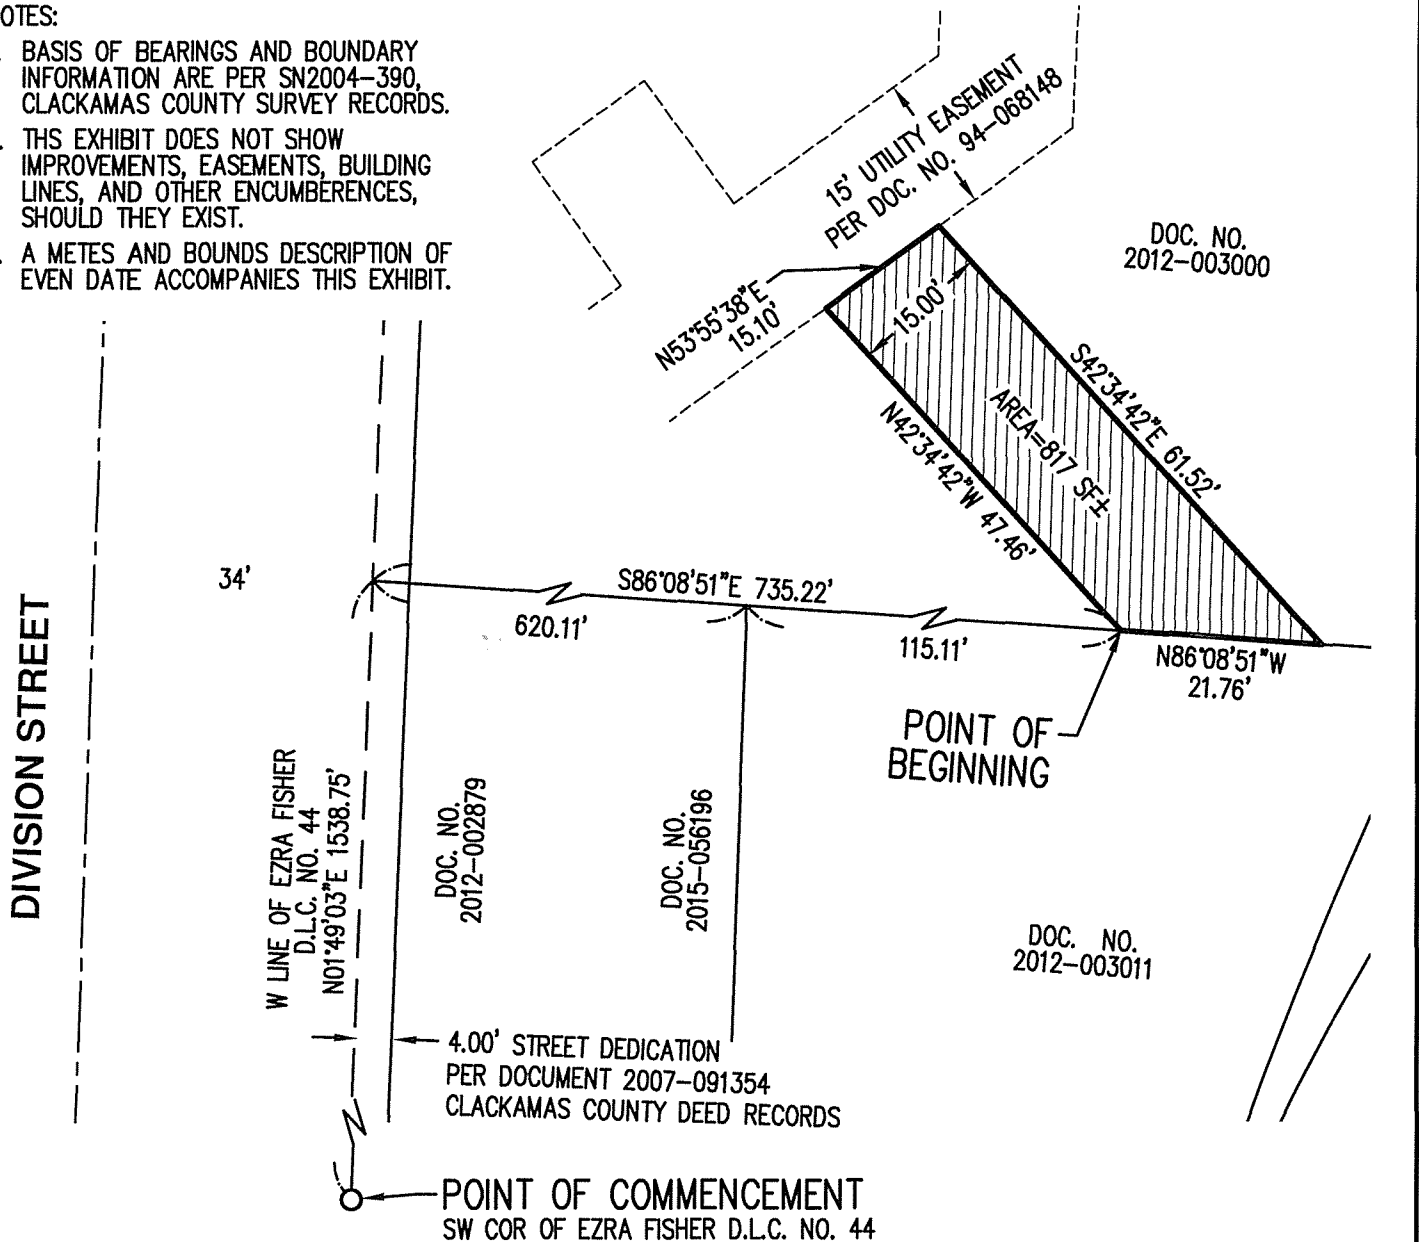 OTES:
BASIS OF BEARINGS AND BOUNDARY
INFORMATION ARE PER SN2004-390,
CLACKAMAS COUNTY SURVEY RECORDS.
THS EXHIBIT DOES NOT SHOW
IMPROVEMENTS, EASEMENTS, BUILDING
LINES, AND OTHER ENCUMBERENCES,
SHOULD THEY EXIST.
A METES AND BOUNDS DESCRIPTION OF
EVEN DATE ACCOMPANIES THIS EXHIBIT.
15' UTILITY EASEMENT
PER DOC. NO. 94-068148
DOC. NO.
2012-003000
N53°55'38"E
15.10'
15.00'
S42°34'42"E 61.52'
AREA=817 SF±
N42°34'42"W 47.46'
34'
S86°08'51"E 735.22'
620.11'
115.11'
N86°08'51"W
21.76'
POINT OF
BEGINNING
DIVISION STREET
W LINE OF EZRA FISHER
D.L.C. NO. 44
N01°49'03"E 1538.75'
DOC. NO.
2012-002879
DOC. NO.
2015-056196
DOC. NO.
2012-003011
4.00' STREET DEDICATION
PER DOCUMENT 2007-091354
CLACKAMAS COUNTY DEED RECORDS
POINT OF COMMENCEMENT
SW COR OF EZRA FISHER D.L.C. NO. 44